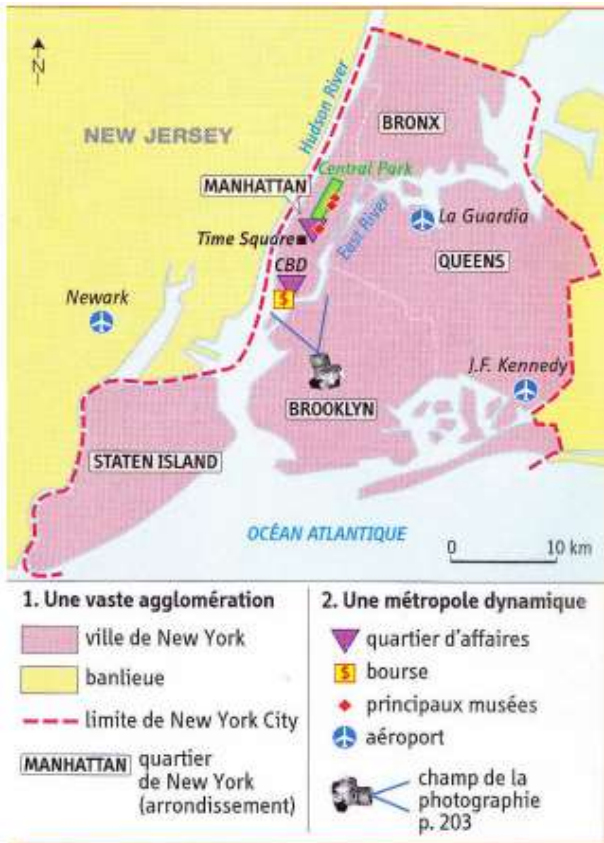 N
NEW JERSEY
Hudson River
BRONX
Central Park
MANHATTAN
La Guardia
Time Square
East River
QUEENS
CBD
$
Newark
J.F. Kennedy
BROOKLYN
STATEN ISLAND
OCÉAN ATLANTIQUE
0 10 km
1. Une vaste agglomération
ville de New York
banlieue
limite de New York City
MANHATTAN quartier
de New York
(arrondissement)
2. Une métropole dynamique
quartier d'affaires
$ bourse
principaux musées
aéroport
champ de la
photographie
p. 203